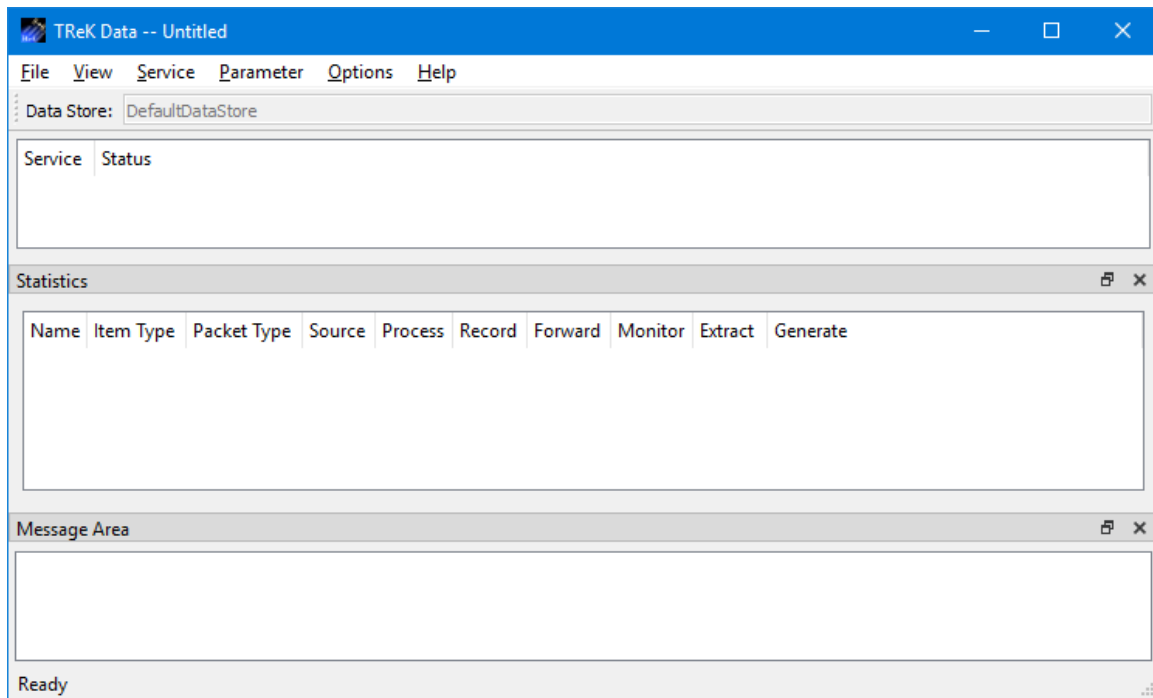 TReK Data -- Untitled
File View Service Parameter Options Help
Data Store: DefaultDataStore
Service Status
Statistics
Name Item Type Packet Type Source Process Record Forward Monitor Extract Generate
Message Area
Ready